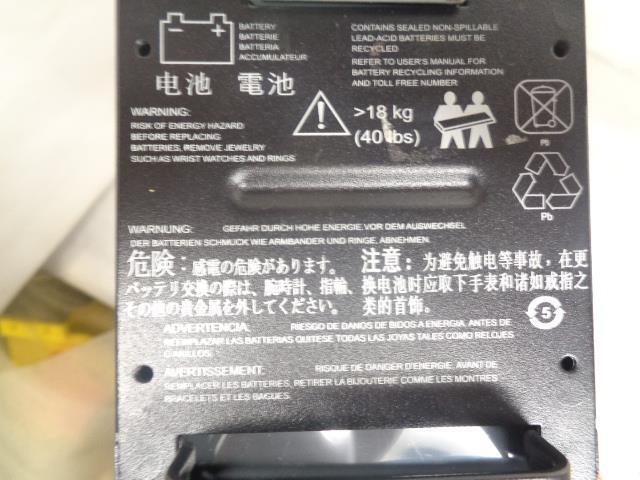 BATTERY
BATTERIE
BATTERIA
ACCUMULATEUR
电池 電池
CONTAINS SEALED NON-SPILLABLE
LEAD-ACID BATTERIES MUST BE
RECYCLED
REFER TO USER'S MANUAL FOR
BATTERY RECYCLING INFORMATION
AND TOLL FREE NUMBER
WARNING:
RISK OF ENERGY HAZARD
BEFORE REPLACING
BATTERIES, REMOVE JEWELRY
SUCH AS WRIST WATCHES AND RINGS
>18 kg
(40 lbs)
Pb
Pb
WARNUNG: GEFAHR DURCH HOHE ENERGIE.VOR DEM AUSWECHSEL
DER BATTERIEN SCHMUCK WIE ARMBANDER UND RINGE, ABNEHMEN.
危険：感電の危険があります。
バッテリ交換の際は、腕時計、指輪、
その他の貴金属を外してください。
注意：为避免触电等事故，在更
换电池时应取下手表和诸如戒指之
类的首饰。
5
ADVERTENCIA: RIESGO DE DANOS DE BIDOS A ENERGIA. ANTES DE
REEMPLAZAR LAS BATERIAS QUITESE TODAS LAS JOYAS TALES COMO RELOJES
O ANILLOS.
AVERTISSEMENT: RISQUE DE DANGER D'ENERGIE, AVANT DE
REMPLACER LES BATTERIES, RETIRER LA BIJOUTERIE COMME LES MONTRES
BRACELETS ET LES BAGUES.